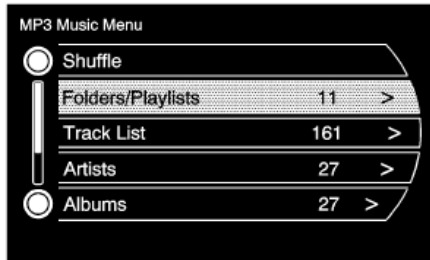 MP3 Music Menu
Shuffle
Folders/Playlists 11 >
Track List 161 >
Artists 27 >
Albums 27 >